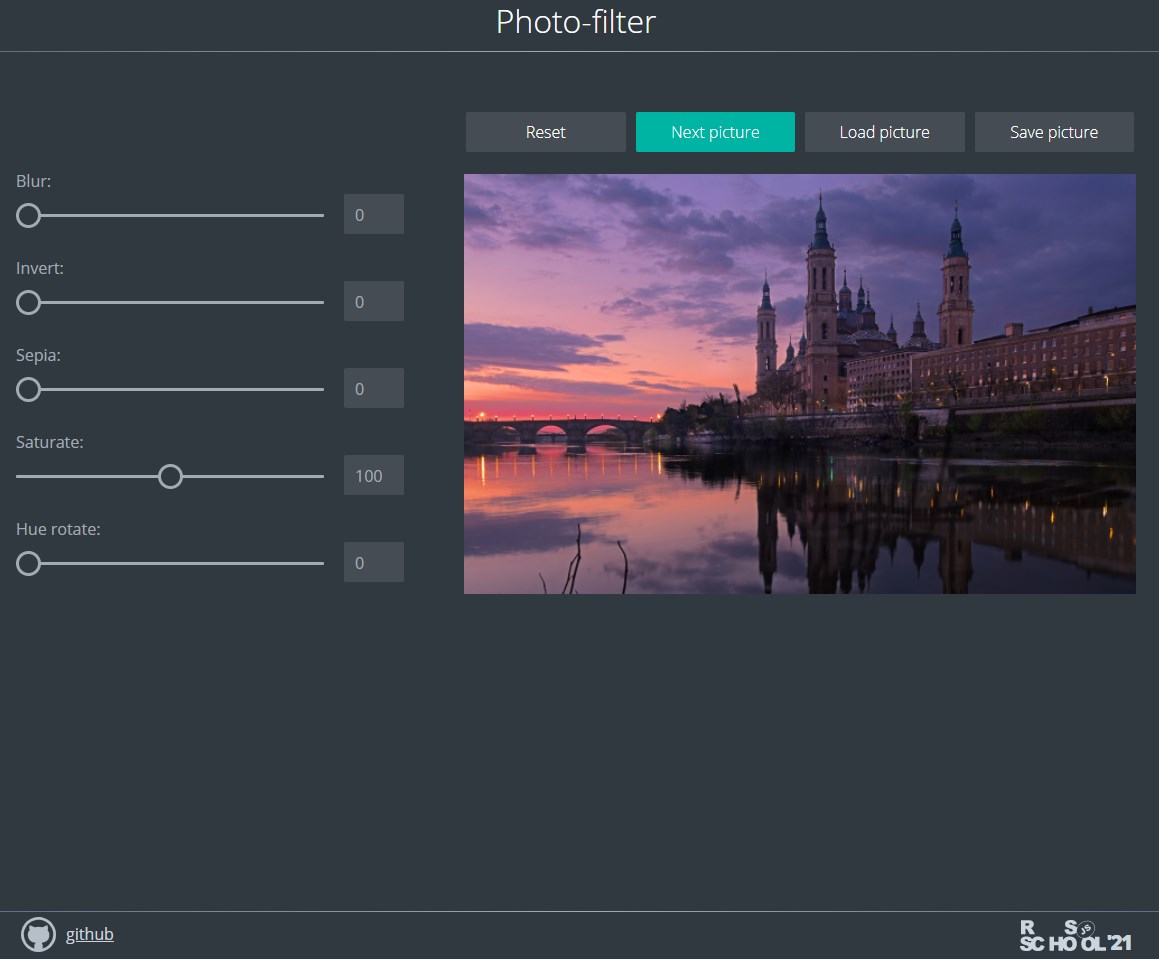 Photo-filter
Reset Next picture Load picture Save picture
Blur:
0
Invert:
0
Sepia:
0
Saturate:
100
Hue rotate:
0
github
R S JS
SCHOOL'21